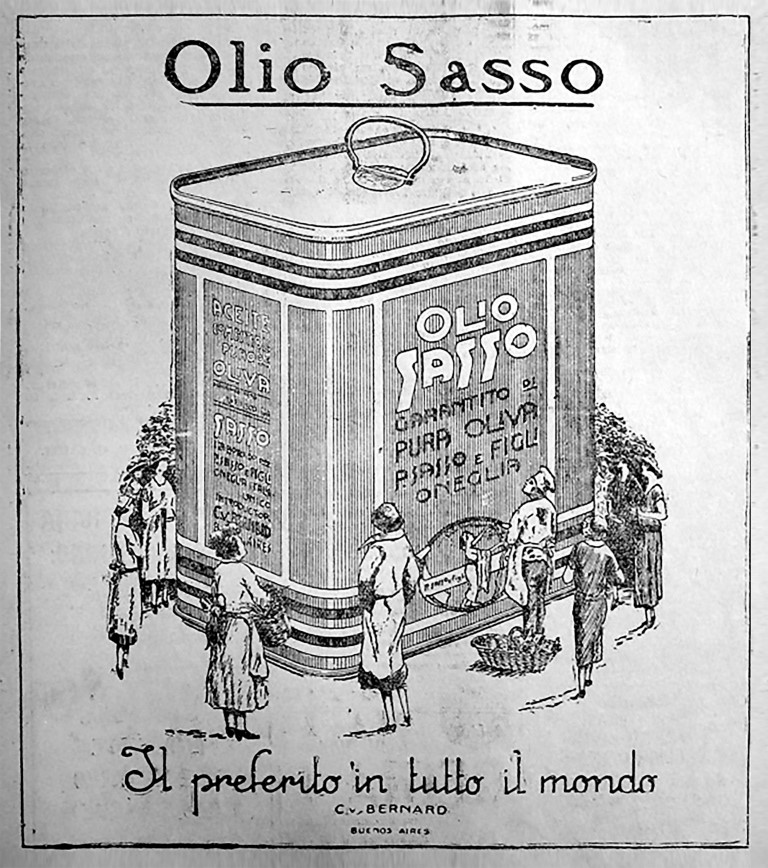 Olio Sasso
ACEITE
OLIVA
SASSO
OLIO
SASSO
GARANTITO DI
PURA OLIVA
P. SASSO E FIGLI
ONEGLIA
Il preferito in tutto il mondo
C. v. BERNARD
BUENOS AIRES